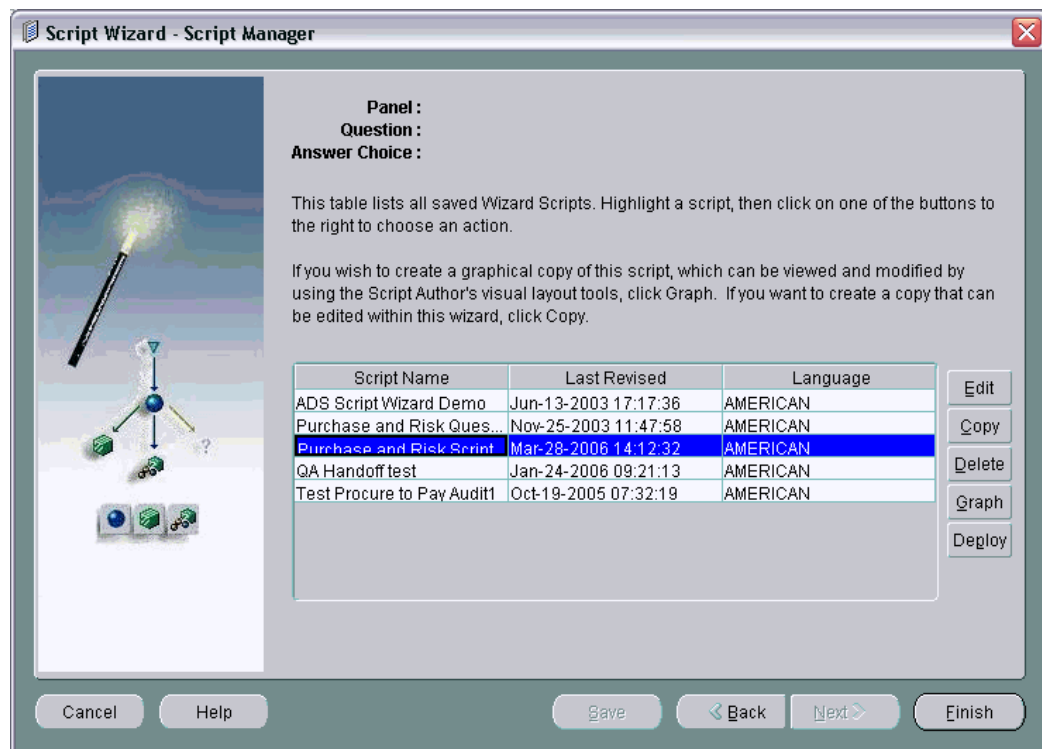 Script Wizard - Script Manager
Panel :
Question :
Answer Choice :
This table lists all saved Wizard Scripts. Highlight a script, then click on one of the buttons to
the right to choose an action.
If you wish to create a graphical copy of this script, which can be viewed and modified by
using the Script Author's visual layout tools, click Graph. If you want to create a copy that can
be edited within this wizard, click Copy.
Script Name Last Revised Language
ADS Script Wizard Demo Jun-13-2003 17:17:36 AMERICAN
Purchase and Risk Ques... Nov-25-2003 11:47:58 AMERICAN
Purchase and Risk Script Mar-28-2006 14:12:32 AMERICAN
QA Handoff test Jan-24-2006 09:21:13 AMERICAN
Test Procure to Pay Audit1 Oct-19-2005 07:32:19 AMERICAN
Edit
Copy
Delete
Graph
Deploy
?
Cancel Help Save Back Next Finish